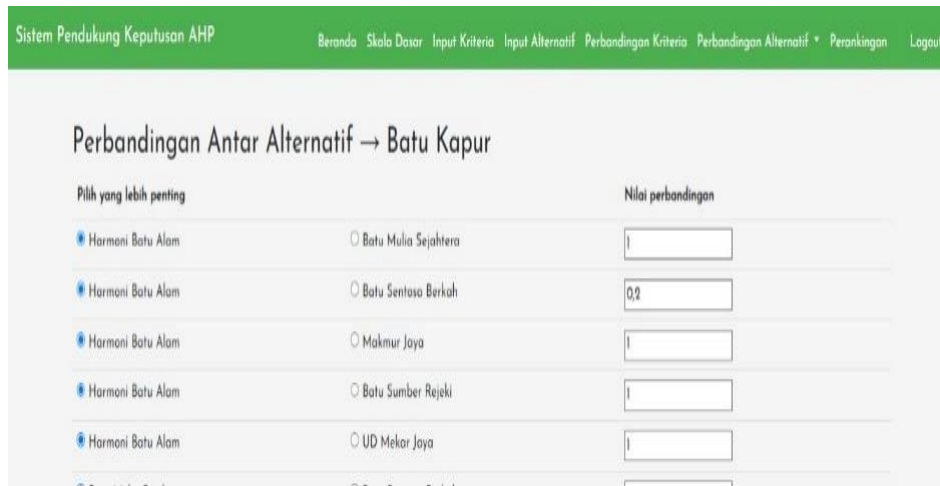 Sistem Pendukung Keputusan AHP Beranda Skala Dasar Input Kriteria Input Alternatif Perbandingan Kriteria Perbandingan Alternatif Perankingan Logout
Perbandingan Antar Alternatif → Batu Kapur
Pilih yang lebih penting Nilai perbandingan
Harmoni Batu Alam Batu Mulia Sejahtera 1
Harmoni Batu Alam Batu Sentosa Berkah 0,2
Harmoni Batu Alam Makmur Jaya 1
Harmoni Batu Alam Batu Sumber Rejeki 1
Harmoni Batu Alam UD Mekar Jaya 1